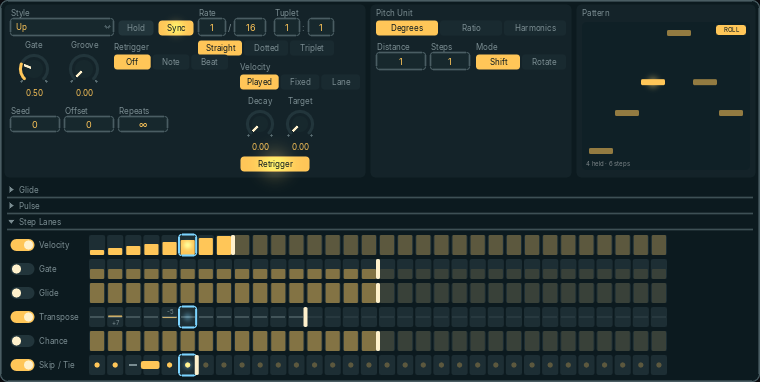 Style
Rate
Tuplet
Up
Hold
Sync
1 / 16
1 : 1
Straight
Dotted
Triplet
Gate
Groove
Retrigger
Off
Note
Beat
0.50
0.00
Velocity
Played
Fixed
Lane
Seed
Offset
Repeats
0
0
∞
Decay
Target
0.00
0.00
Retrigger
Pitch Unit
Degrees
Ratio
Harmonics
Distance
Steps
Mode
1
1
Shift
Rotate
Pattern
ROLL
4 held · 6 steps
Glide
Pulse
Step Lanes
Velocity
Gate
Glide
Transpose
+7
-5
Chance
Skip / Tie